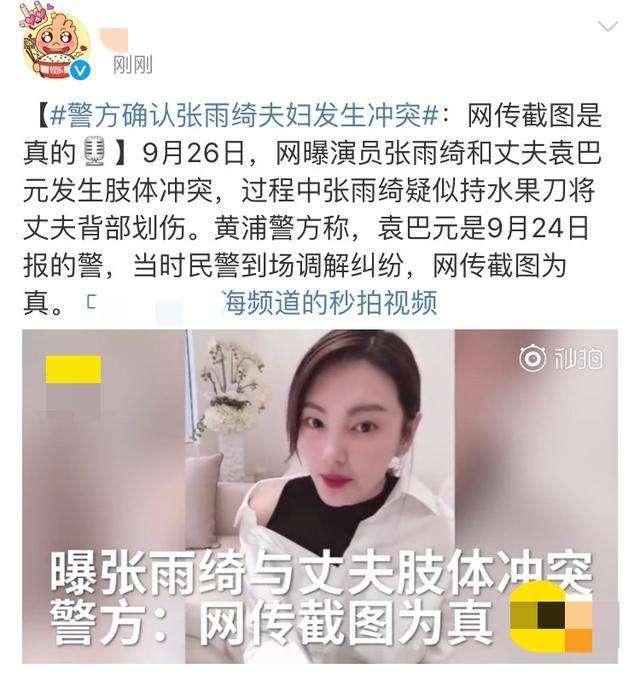 刚刚
【#警方确认张雨绮夫妇发生冲突#：网传截图是
真的🎙️】9月26日，网曝演员张雨绮和丈夫袁巴
元发生肢体冲突，过程中张雨绮疑似持水果刀将
丈夫背部划伤。黄浦警方称，袁巴元是9月24日
报的警，当时民警到场调解纠纷，网传截图为
真。 海频道的秒拍视频
秒拍
曝张雨绮与丈夫肢体冲突
警方：网传截图为真